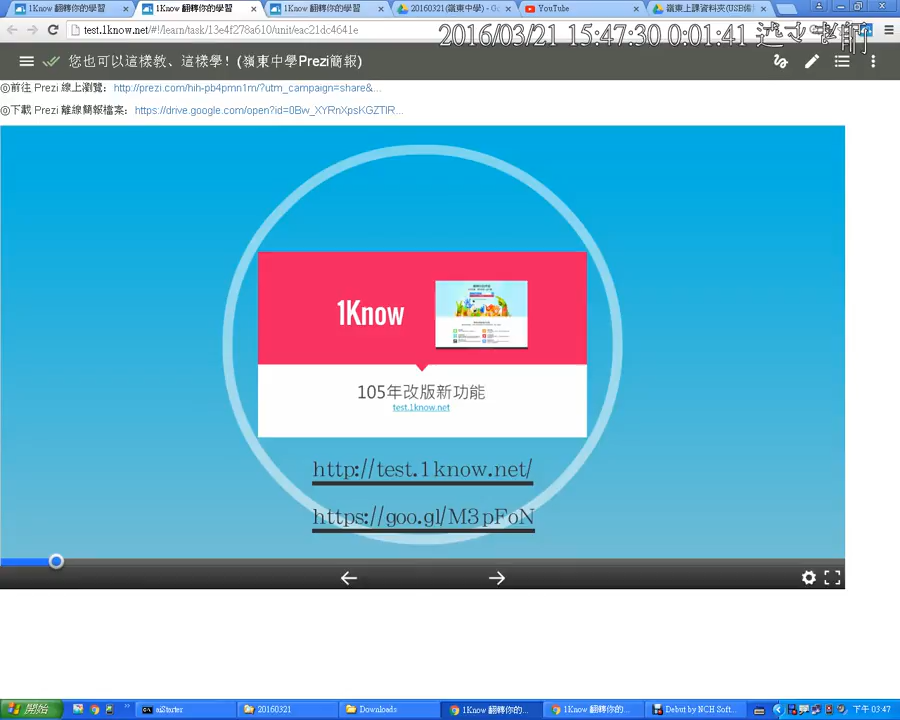 1Know 翻轉你的學習
1Know 翻轉你的學習
1Know 翻轉你的學習
20160321(嶺東中學) - Go
YouTube
嶺東上課資料夾(USB備
test.1know.net/#!/learn/task/13e4f278a610/unit/eac21dc4641e
2016/03/21 15:47:30 0:01:41
您也可以這樣教、這樣學！(嶺東中學Prezi簡報)
◎前往 Prezi 線上瀏覽： http://prezi.com/hih-pb4pmn1m/?utm_campaign=share&...
◎下載 Prezi 離線簡報檔案： https://drive.google.com/open?id=0Bw_XYRnXpsKGZTlR...
1Know
105年改版新功能
test.1know.net
http://test.1know.net/
https://goo.gl/M3pFoN
開始
aiStarter
20160321
Downloads
1Know 翻轉你的...
1Know 翻轉你的...
Debut by NCH Soft...
下午 03:47